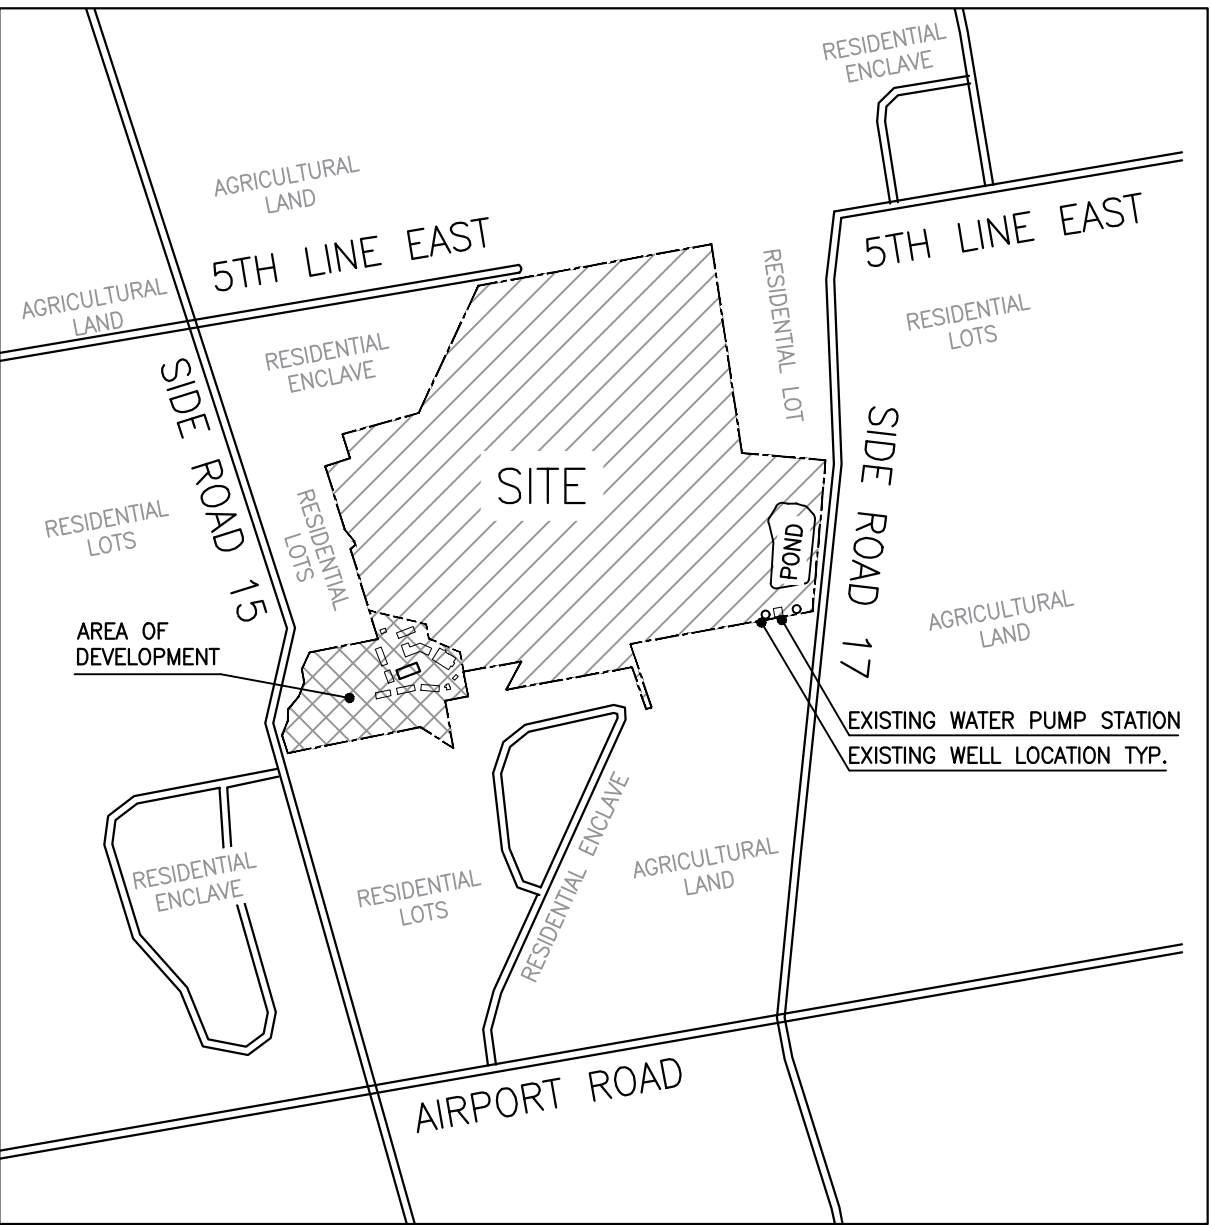 RESIDENTIAL
ENCLAVE
AGRICULTURAL
LAND
5TH LINE EAST
5TH LINE EAST
AGRICULTURAL
LAND
RESIDENTIAL
ENCLAVE
RESIDENTIAL LOT
RESIDENTIAL
LOTS
SIDE ROAD 15
SITE
SIDE ROAD 17
RESIDENTIAL
LOTS
RESIDENTIAL
LOTS
POND
AGRICULTURAL
LAND
AREA OF
DEVELOPMENT
EXISTING WATER PUMP STATION
EXISTING WELL LOCATION TYP.
RESIDENTIAL
ENCLAVE
RESIDENTIAL
LOTS
RESIDENTIAL ENCLAVE
AGRICULTURAL
LAND
AIRPORT ROAD